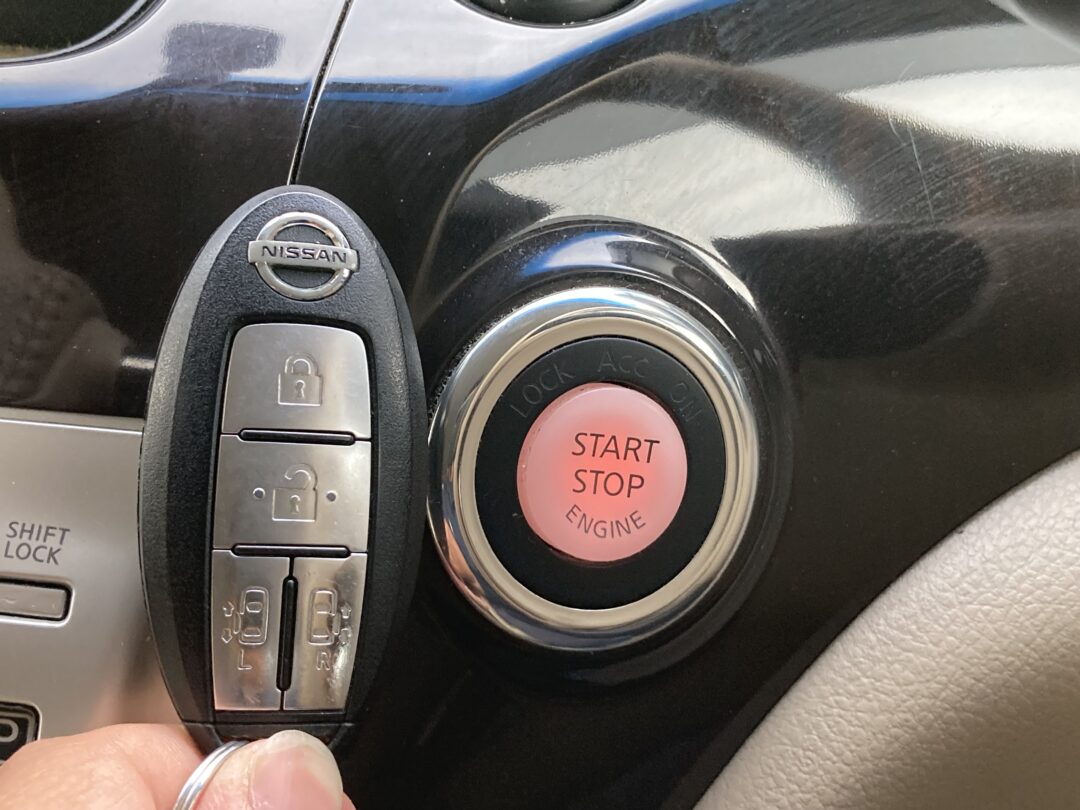 NISSAN
LOCK ACC ON
START
STOP
ENGINE
SHIFT
LOCK
L R